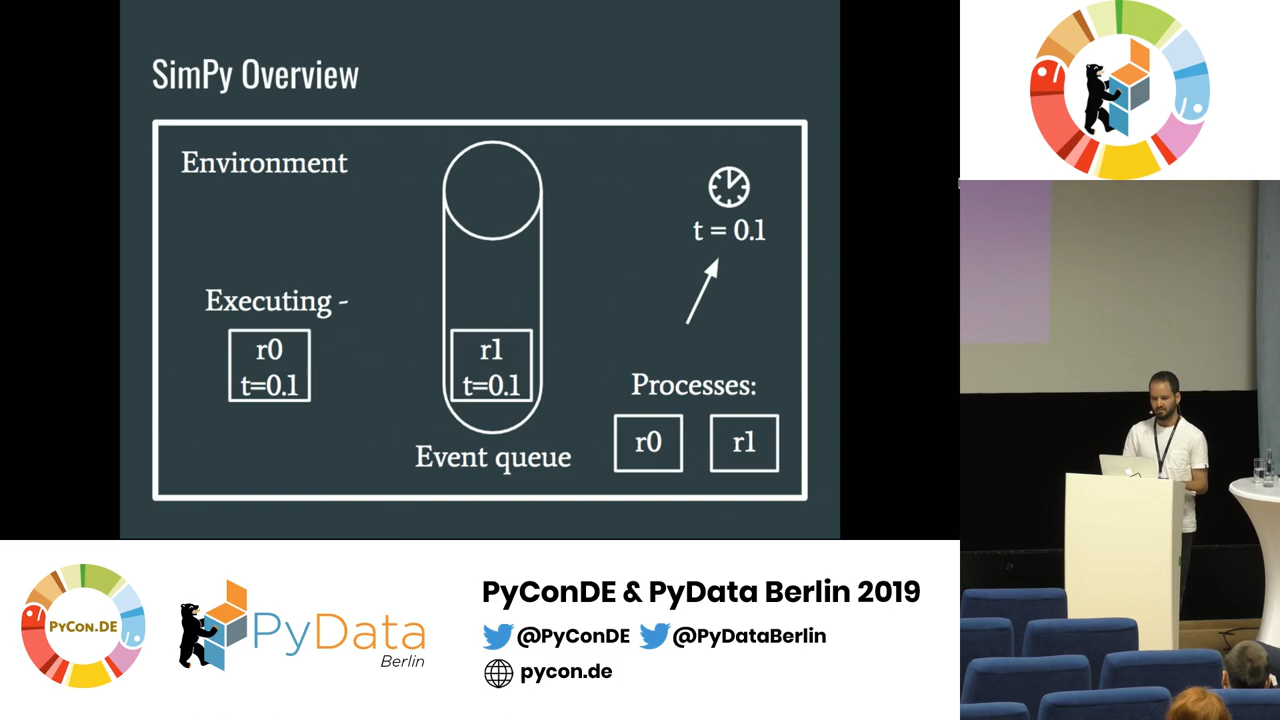 SimPy Overview
Environment
t = 0.1
Executing -
r0
t=0.1
r1
t=0.1
Event queue
Processes:
r0
r1
PyCon.DE
PyData
Berlin
PyConDE & PyData Berlin 2019
@PyConDE @PyDataBerlin
pycon.de